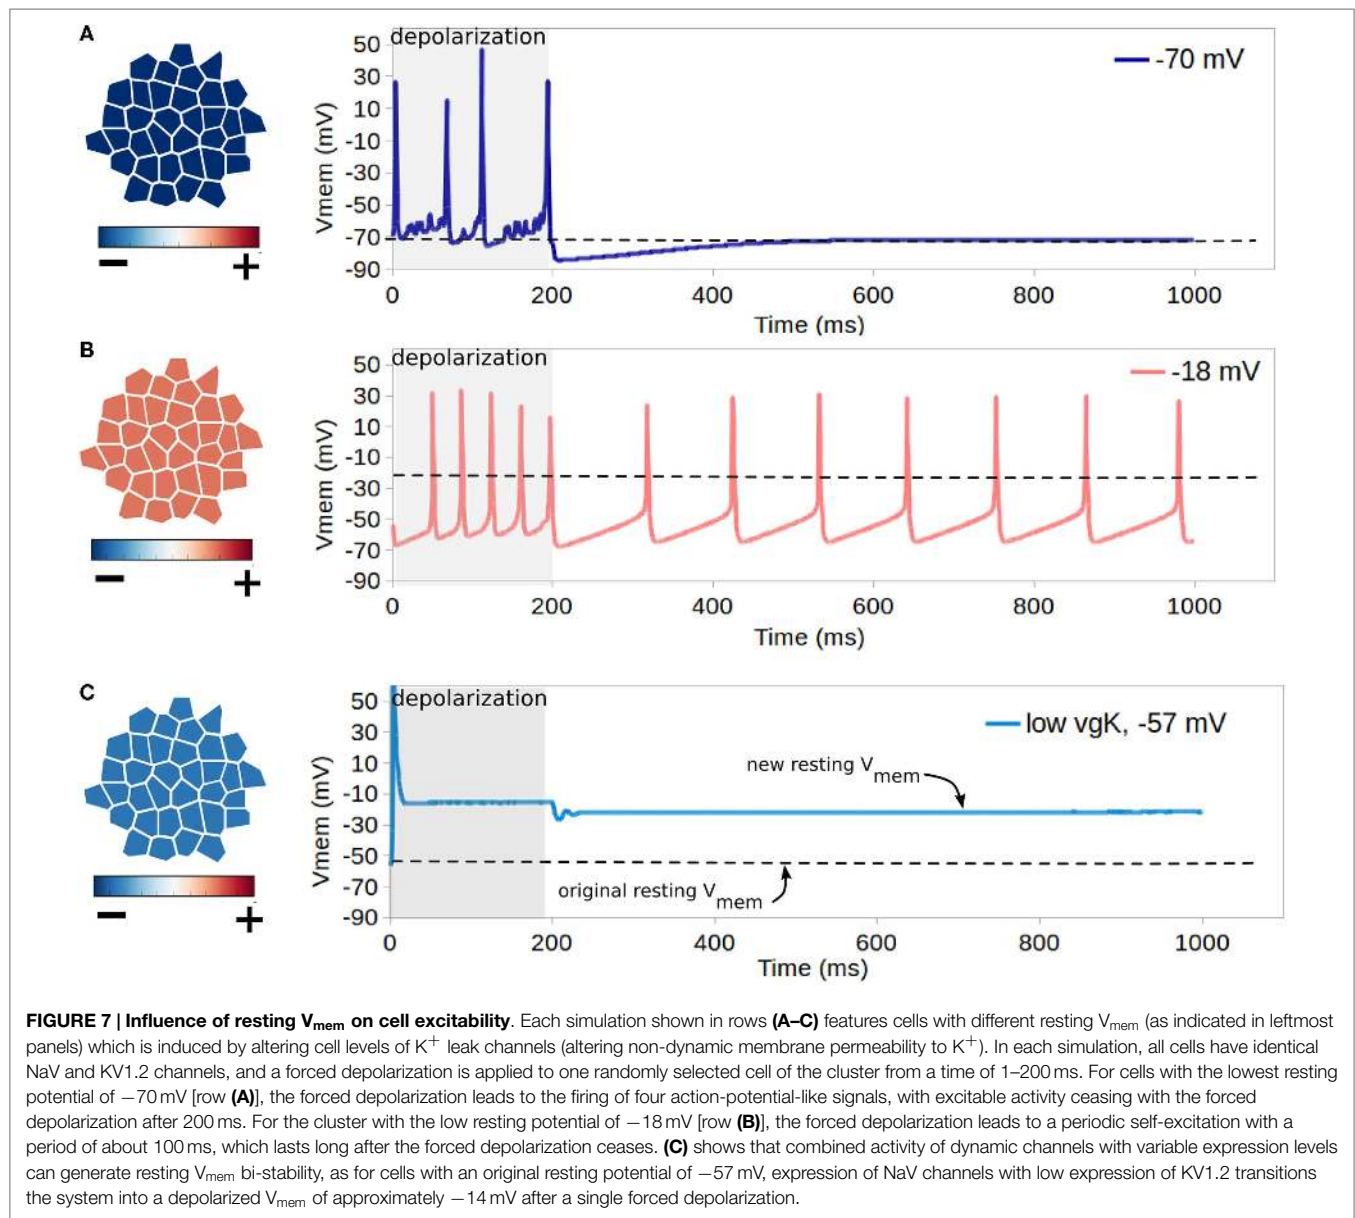 A
depolarization
-70 mV
50
30
10
-10
-30
-50
-70
-90
Vmem (mV)
0 200 400 600 800 1000
Time (ms)
− +
B
depolarization
-18 mV
50
30
10
-10
-30
-50
-70
-90
Vmem (mV)
0 200 400 600 800 1000
Time (ms)
− +
C
depolarization
low vgK, -57 mV
50
30
10
-10
-30
-50
-70
-90
Vmem (mV)
new resting Vmem
original resting Vmem
0 200 400 600 800 1000
Time (ms)
− +
FIGURE 7 | Influence of resting Vmem on cell excitability. Each simulation shown in rows (A–C) features cells with different resting Vmem (as indicated in leftmost
panels) which is induced by altering cell levels of K+ leak channels (altering non-dynamic membrane permeability to K+). In each simulation, all cells have identical
NaV and KV1.2 channels, and a forced depolarization is applied to one randomly selected cell of the cluster from a time of 1–200 ms. For cells with the lowest resting
potential of −70 mV [row (A)], the forced depolarization leads to the firing of four action-potential-like signals, with excitable activity ceasing with the forced
depolarization after 200 ms. For the cluster with the low resting potential of −18 mV [row (B)], the forced depolarization leads to a periodic self-excitation with a
period of about 100 ms, which lasts long after the forced depolarization ceases. (C) shows that combined activity of dynamic channels with variable expression levels
can generate resting Vmem bi-stability, as for cells with an original resting potential of −57 mV, expression of NaV channels with low expression of KV1.2 transitions
the system into a depolarized Vmem of approximately −14 mV after a single forced depolarization.